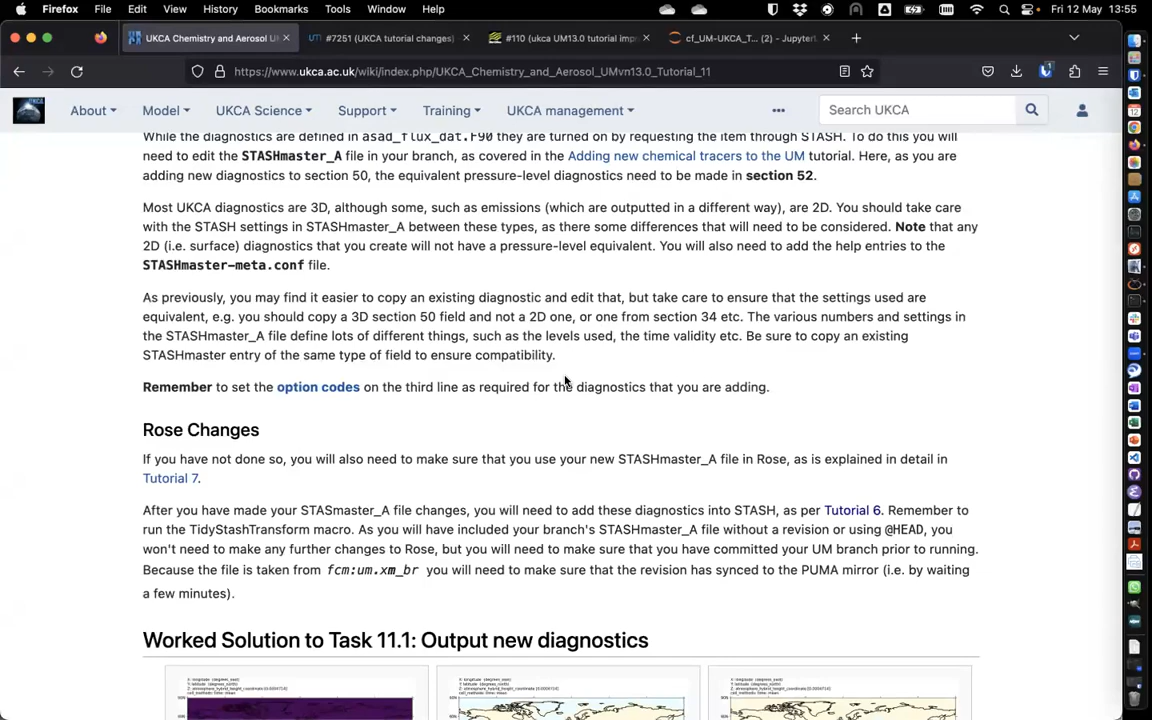 Firefox File Edit View History Bookmarks Tools Window Help Fri 12 May 13:55
UKCA Chemistry and Aerosol U #7251 (UKCA tutorial changes) #110 (ukca UM13.0 tutorial imp cf_UM-UKCA_T... (2) - Jupyter
https://www.ukca.ac.uk/wiki/index.php/UKCA_Chemistry_and_Aerosol_UMvn13.0_Tutorial_11
About Model UKCA Science Support Training UKCA management Search UKCA
While the diagnostics are defined in asad_flux_dat.F90 they are turned on by requesting the item through STASH. To do this you will
need to edit the STASHmaster_A file in your branch, as covered in the Adding new chemical tracers to the UM tutorial. Here, as you are
adding new diagnostics to section 50, the equivalent pressure-level diagnostics need to be made in section 52.
Most UKCA diagnostics are 3D, although some, such as emissions (which are outputted in a different way), are 2D. You should take care
with the STASH settings in STASHmaster_A between these types, as there some differences that will need to be considered. Note that any
2D (i.e. surface) diagnostics that you create will not have a pressure-level equivalent. You will also need to add the help entries to the
STASHmaster-meta.conf file.
As previously, you may find it easier to copy an existing diagnostic and edit that, but take care to ensure that the settings used are
equivalent, e.g. you should copy a 3D section 50 field and not a 2D one, or one from section 34 etc. The various numbers and settings in
the STASHmaster_A file define lots of different things, such as the levels used, the time validity etc. Be sure to copy an existing
STASHmaster entry of the same type of field to ensure compatibility.
Remember to set the option codes on the third line as required for the diagnostics that you are adding.
Rose Changes
If you have not done so, you will also need to make sure that you use your new STASHmaster_A file in Rose, as is explained in detail in
Tutorial 7.
After you have made your STASmaster_A file changes, you will need to add these diagnostics into STASH, as per Tutorial 6. Remember to
run the TidyStashTransform macro. As you will have included your branch's STASHmaster_A file without a revision or using @HEAD, you
won't need to make any further changes to Rose, but you will need to make sure that you have committed your UM branch prior to running.
Because the file is taken from fcm:um.xm_br you will need to make sure that the revision has synced to the PUMA mirror (i.e. by waiting
a few minutes).
Worked Solution to Task 11.1: Output new diagnostics